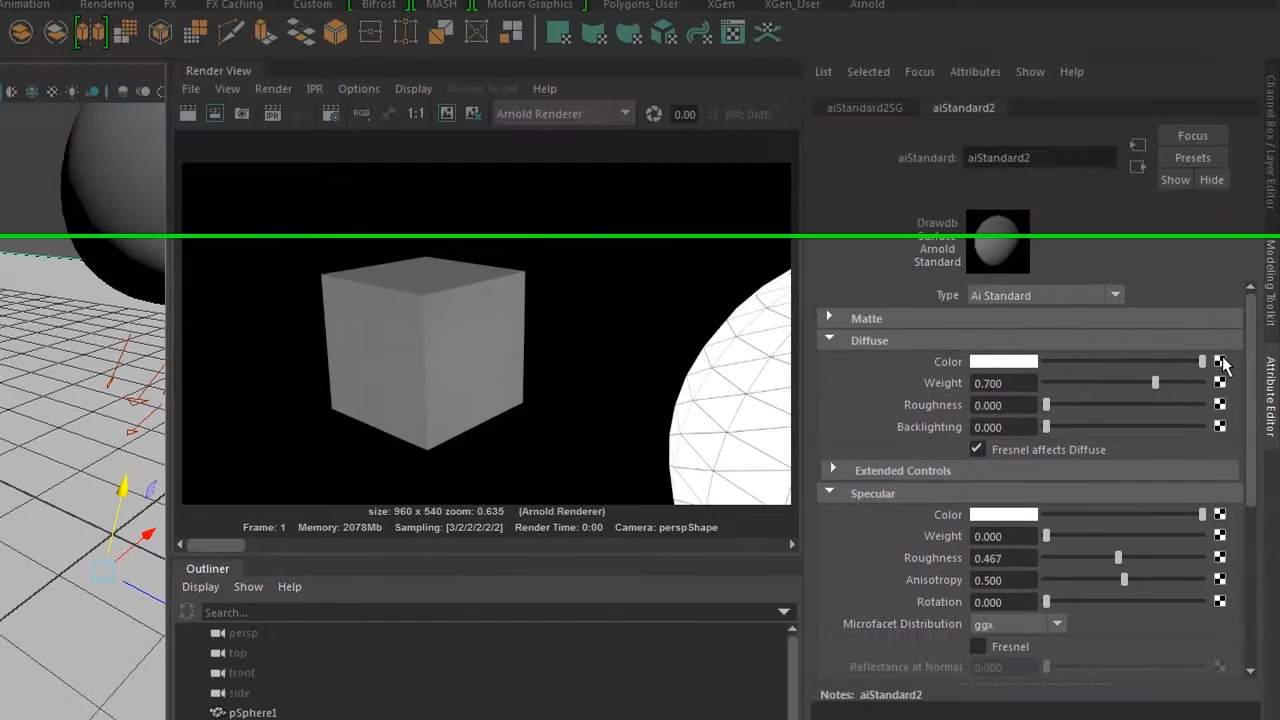 Animation Rendering FX FX Caching Custom Bifrost MASH Motion Graphics Polygons_User XGen XGen_User Arnold
Render View
File View Render IPR Options Display Render Target Help
RGB IPR 1:1 Arnold Renderer 0.00
size: 960 x 540 zoom: 0.635 (Arnold Renderer)
Frame: 1 Memory: 2078Mb Sampling: [3/2/2/2/2/2] Render Time: 0:00 Camera: perspShape
Outliner
Display Show Help
Search...
persp
top
front
side
pSphere1
List Selected Focus Attributes Show Help
aiStandard2SG aiStandard2
Focus
aiStandard: aiStandard2 Presets
Show Hide
Drawdb
Surface
Arnold
Standard
Type Ai Standard
Matte
Diffuse
Color
Weight 0.700
Roughness 0.000
Backlighting 0.000
Fresnel affects Diffuse
Extended Controls
Specular
Color
Weight 0.000
Roughness 0.467
Anisotropy 0.500
Rotation 0.000
Microfacet Distribution ggx
Fresnel
Reflectance at Normal 0.000
Notes: aiStandard2
Channel Box / Layer Editor
Modeling Toolkit
Attribute Editor